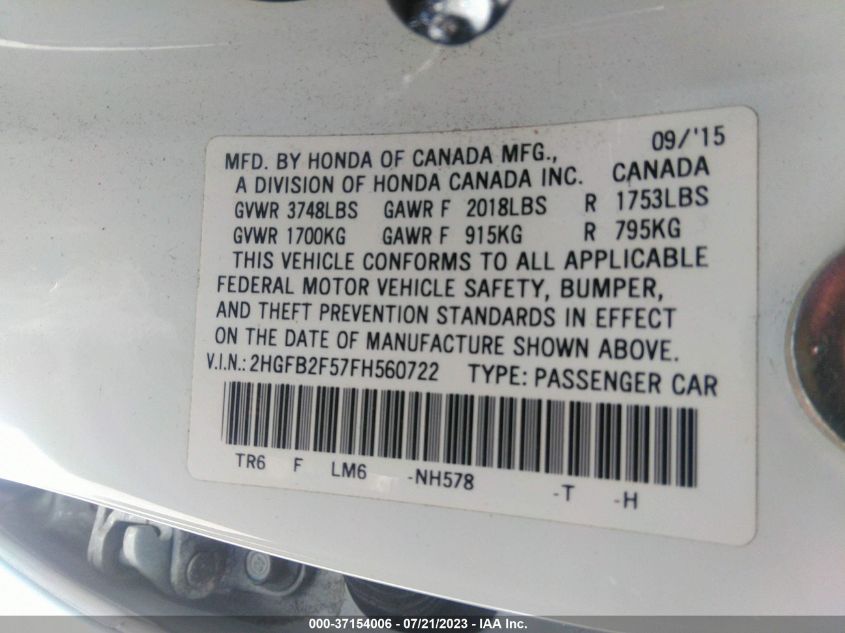 09/'15
MFD. BY HONDA OF CANADA MFG.,
A DIVISION OF HONDA CANADA INC. CANADA
GVWR 3748LBS GAWR F 2018LBS R 1753LBS
GVWR 1700KG GAWR F 915KG R 795KG
THIS VEHICLE CONFORMS TO ALL APPLICABLE
FEDERAL MOTOR VEHICLE SAFETY, BUMPER,
AND THEFT PREVENTION STANDARDS IN EFFECT
ON THE DATE OF MANUFACTURE SHOWN ABOVE.
V.I.N.: 2HGFB2F57FH560722 TYPE: PASSENGER CAR
TR6 F LM6 -NH578 -T -H
000-37154006 - 07/21/2023 - IAA Inc.